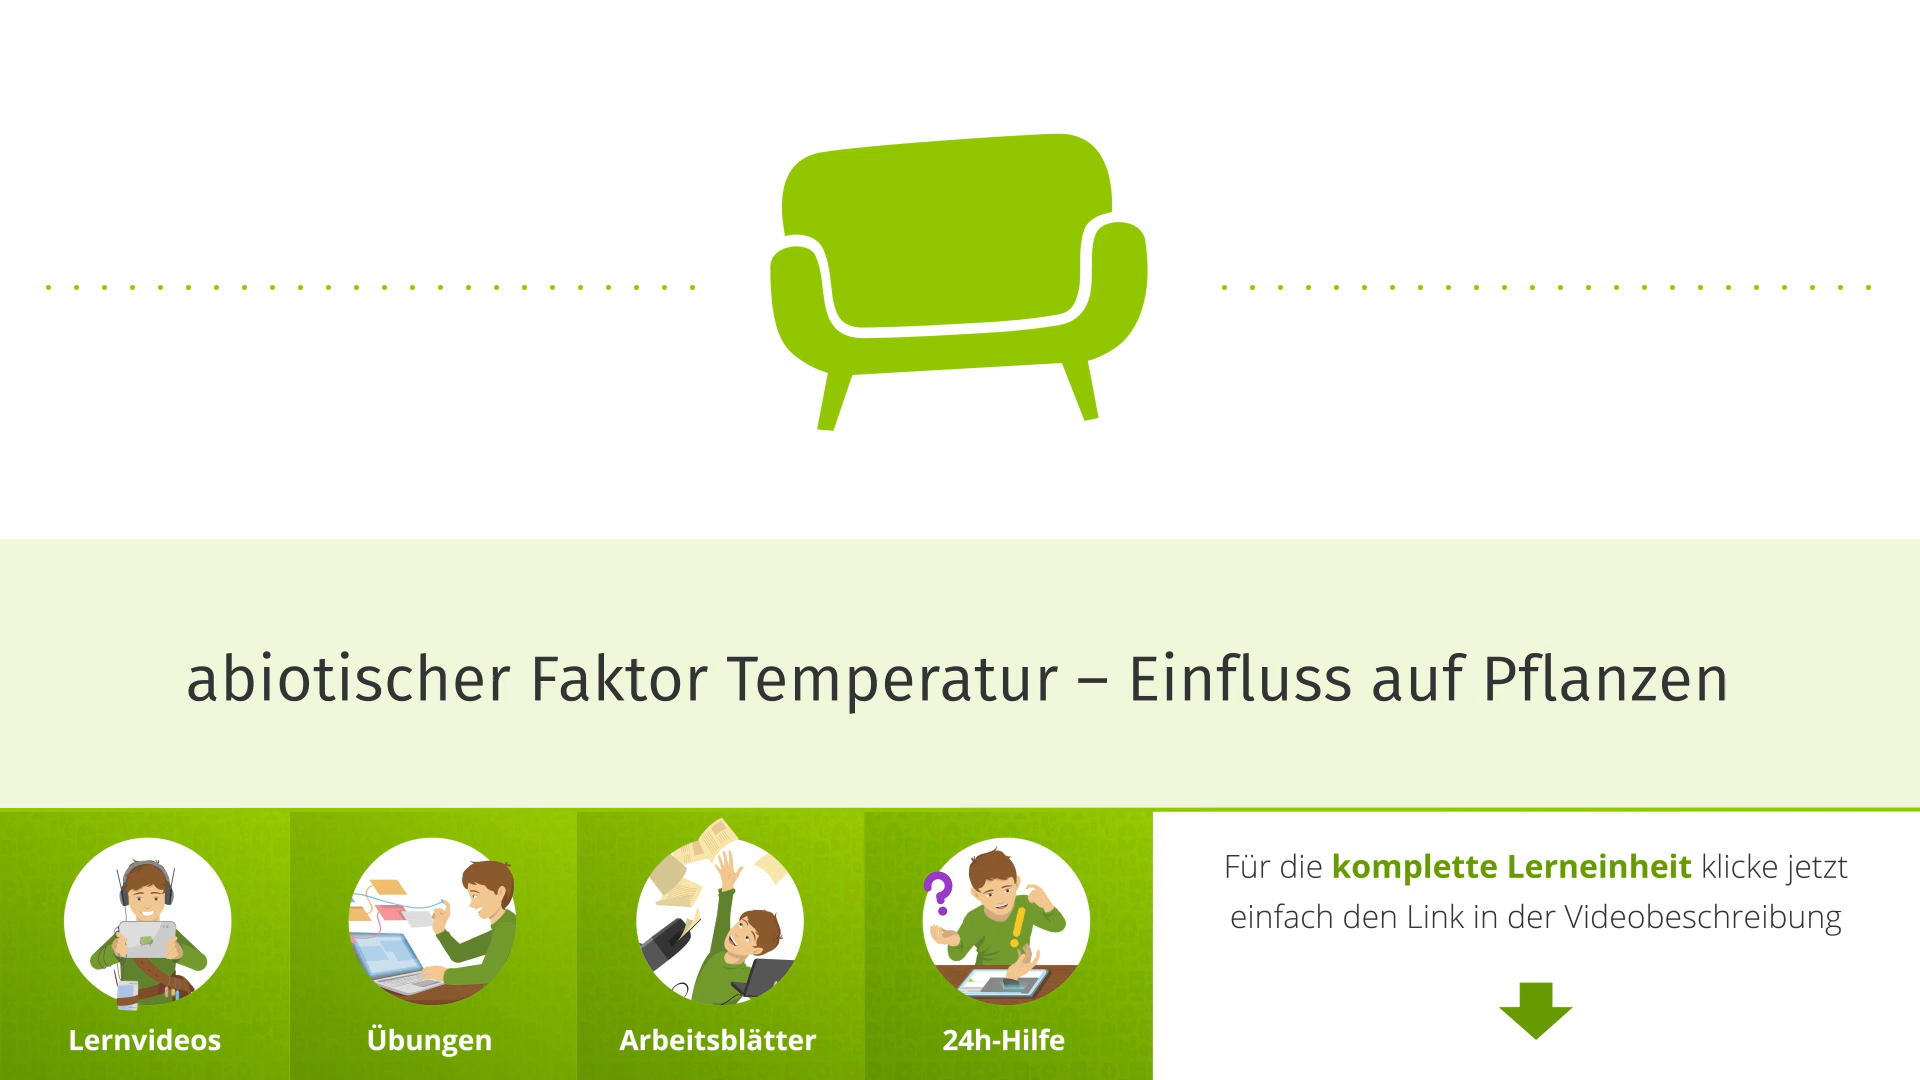 abiotischer Faktor Temperatur – Einfluss auf Pflanzen
Lernvideos
Übungen
Arbeitsblätter
24h-Hilfe
Für die komplette Lerneinheit klicke jetzt
einfach den Link in der Videobeschreibung